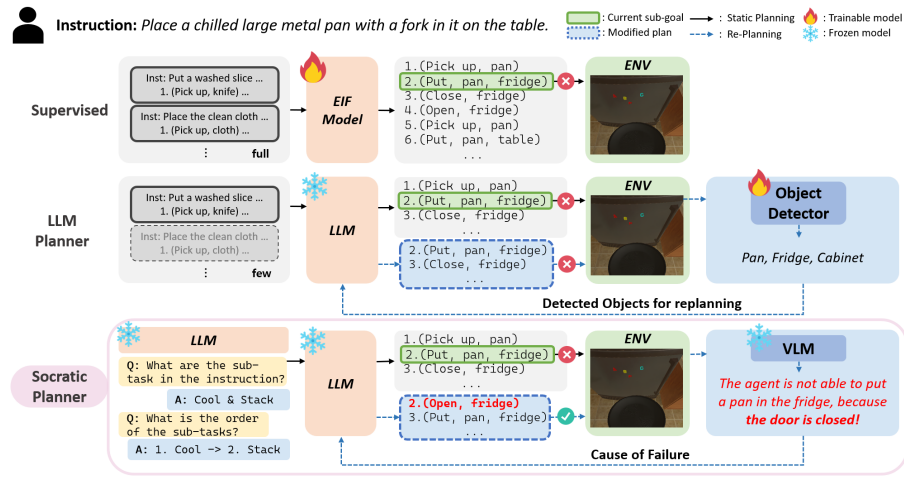 Instruction: Place a chilled large metal pan with a fork in it on the table.
: Current sub-goal
: Static Planning
: Trainable model
: Modified plan
: Re-Planning
: Frozen model
Supervised
Inst: Put a washed slice ...
1. (Pick up, knife) ...
Inst: Place the clean cloth ...
1. (Pick up, cloth) ...
⋮
full
EIF
Model
1.(Pick up, pan)
2.(Put, pan, fridge)
3.(Close, fridge)
4.(Open, fridge)
5.(Pick up, pan)
6.(Put, pan, table)
...
ENV
LLM
Planner
Inst: Put a washed slice ...
1. (Pick up, knife) ...
Inst: Place the clean cloth ...
1. (Pick up, cloth) ...
⋮
few
LLM
1.(Pick up, pan)
2.(Put, pan, fridge)
3.(Close, fridge)
...
2.(Put, pan, fridge)
3.(Close, fridge)
...
ENV
Object
Detector
Pan, Fridge, Cabinet
Detected Objects for replanning
Socratic
Planner
LLM
Q: What are the sub-
task in the instruction?
A: Cool & Stack
Q: What is the order
of the sub-tasks?
A: 1. Cool -> 2. Stack
LLM
1.(Pick up, pan)
2.(Put, pan, fridge)
3.(Close, fridge)
...
2.(Open, fridge)
3.(Put, pan, fridge)
...
ENV
VLM
The agent is not able to put
a pan in the fridge, because
the door is closed!
Cause of Failure